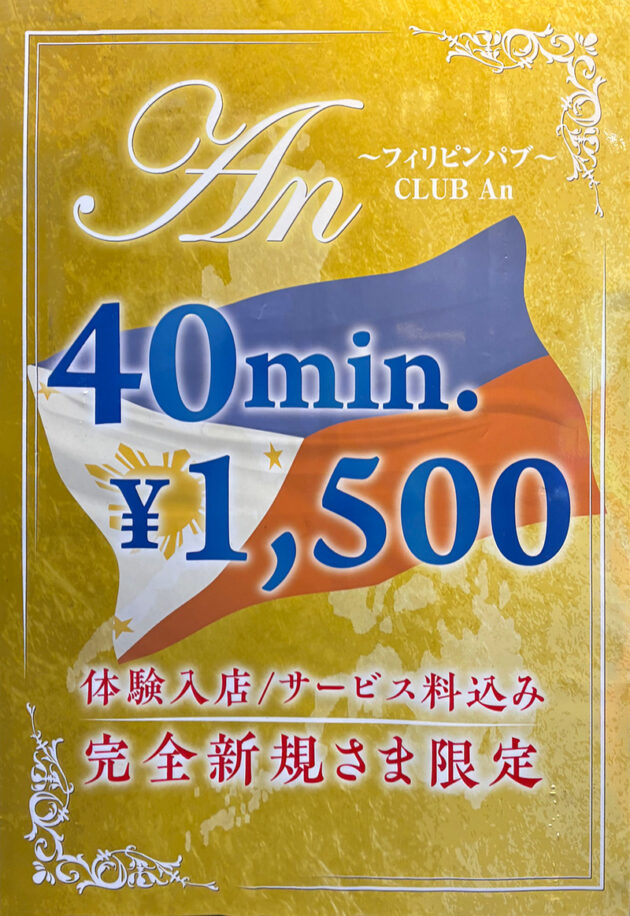 An
～フィリピンパブ～
CLUB An
40min.
¥1,500
体験入店/サービス料込み
完全新規さま限定